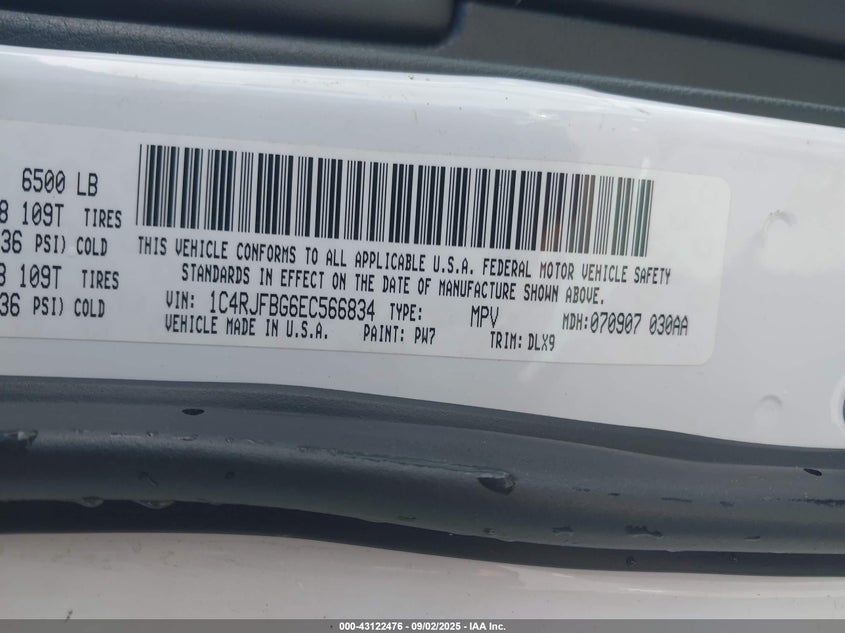 6500 LB
8 109T TIRES
36 PSI) COLD
8 109T TIRES
36 PSI) COLD
THIS VEHICLE CONFORMS TO ALL APPLICABLE U.S.A. FEDERAL MOTOR VEHICLE SAFETY
STANDARDS IN EFFECT ON THE DATE OF MANUFACTURE SHOWN ABOVE.
VIN: 1C4RJFBG6EC566834 TYPE: MPV MDH:070907 030AA
VEHICLE MADE IN U.S.A. PAINT: PW7 TRIM: DLX9
000-43122476 - 09/02/2025 - IAA Inc.